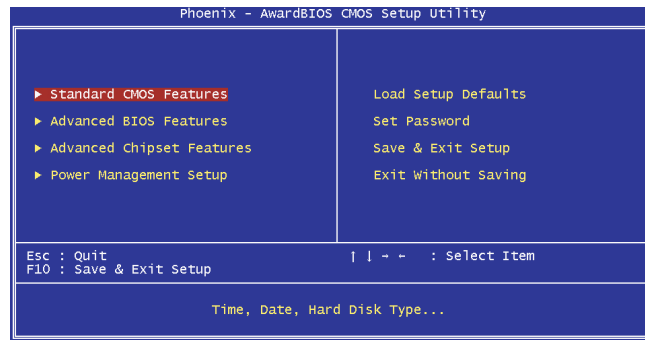 Phoenix - AwardBIOS CMOS Setup Utility
▶ Standard CMOS Features
▶ Advanced BIOS Features
▶ Advanced Chipset Features
▶ Power Management Setup
Load Setup Defaults
Set Password
Save & Exit Setup
Exit Without Saving
Esc : Quit
F10 : Save & Exit Setup
↑ ↓ → ← : Select Item
Time, Date, Hard Disk Type...